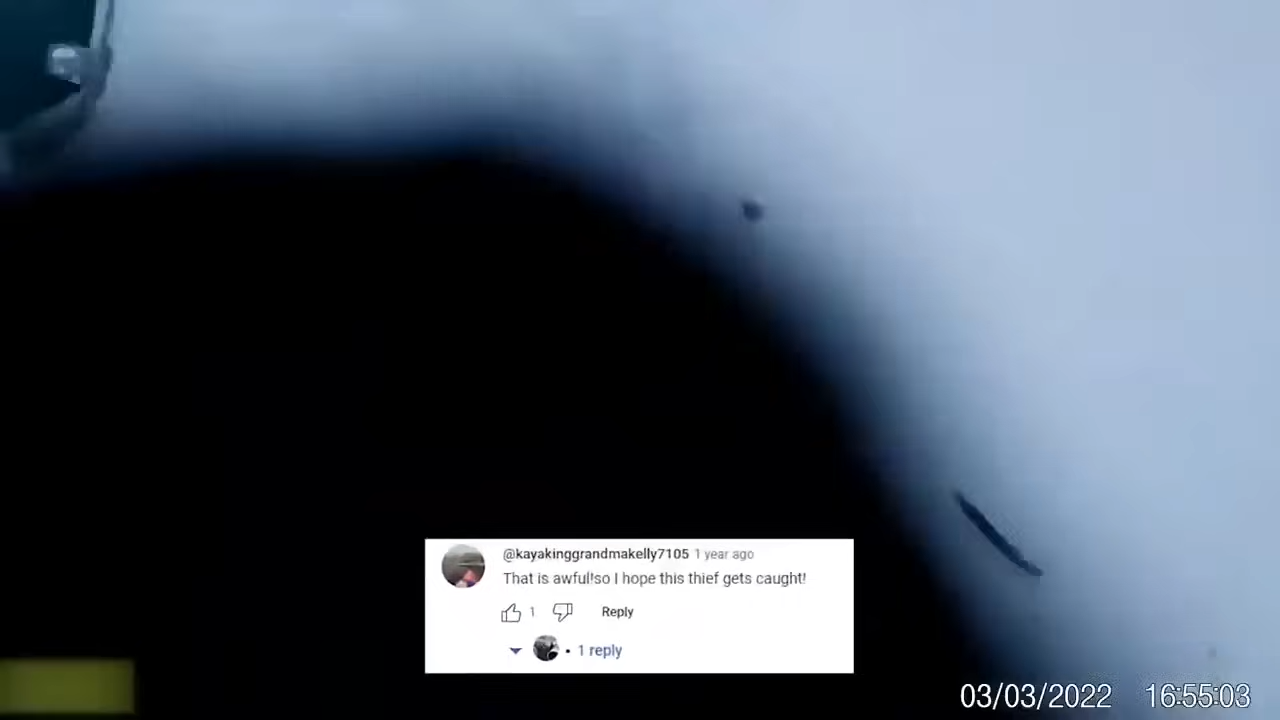 @kayakinggrandmakelly7105 1 year ago
That is awful!so I hope this thief gets caught!
1 Reply
• 1 reply
03/03/2022 16:55:03